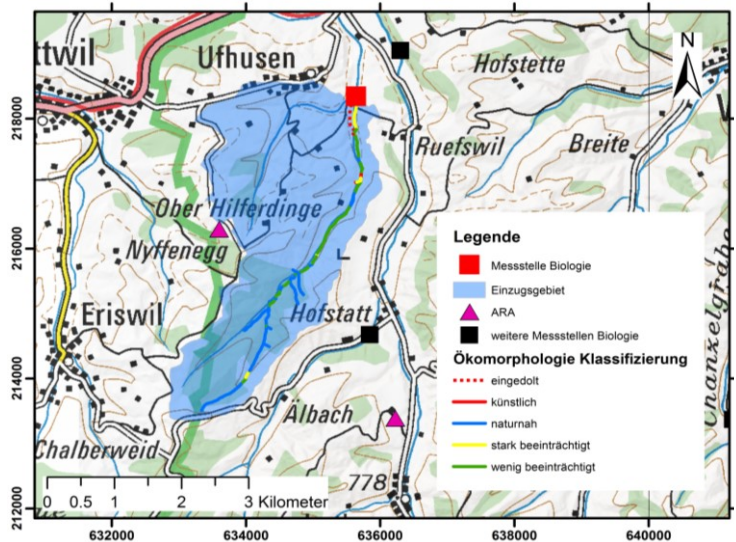 ttwil
Ufhusen
Hofstette
N
218000
Ruefswil
Breite
Ober Hilferdinge
216000
Nyffenegg
Eriswil
Hofstatt
214000
Älbach
Chalberweid
778
212000
Chanzelgrabe
Legende
Messstelle Biologie
Einzugsgebiet
ARA
weitere Messstellen Biologie
Ökomorphologie Klassifizierung
eingedolt
künstlich
naturnah
stark beeinträchtigt
wenig beeinträchtigt
0 0.5 1 2 3 Kilometer
632000 634000 636000 638000 640000